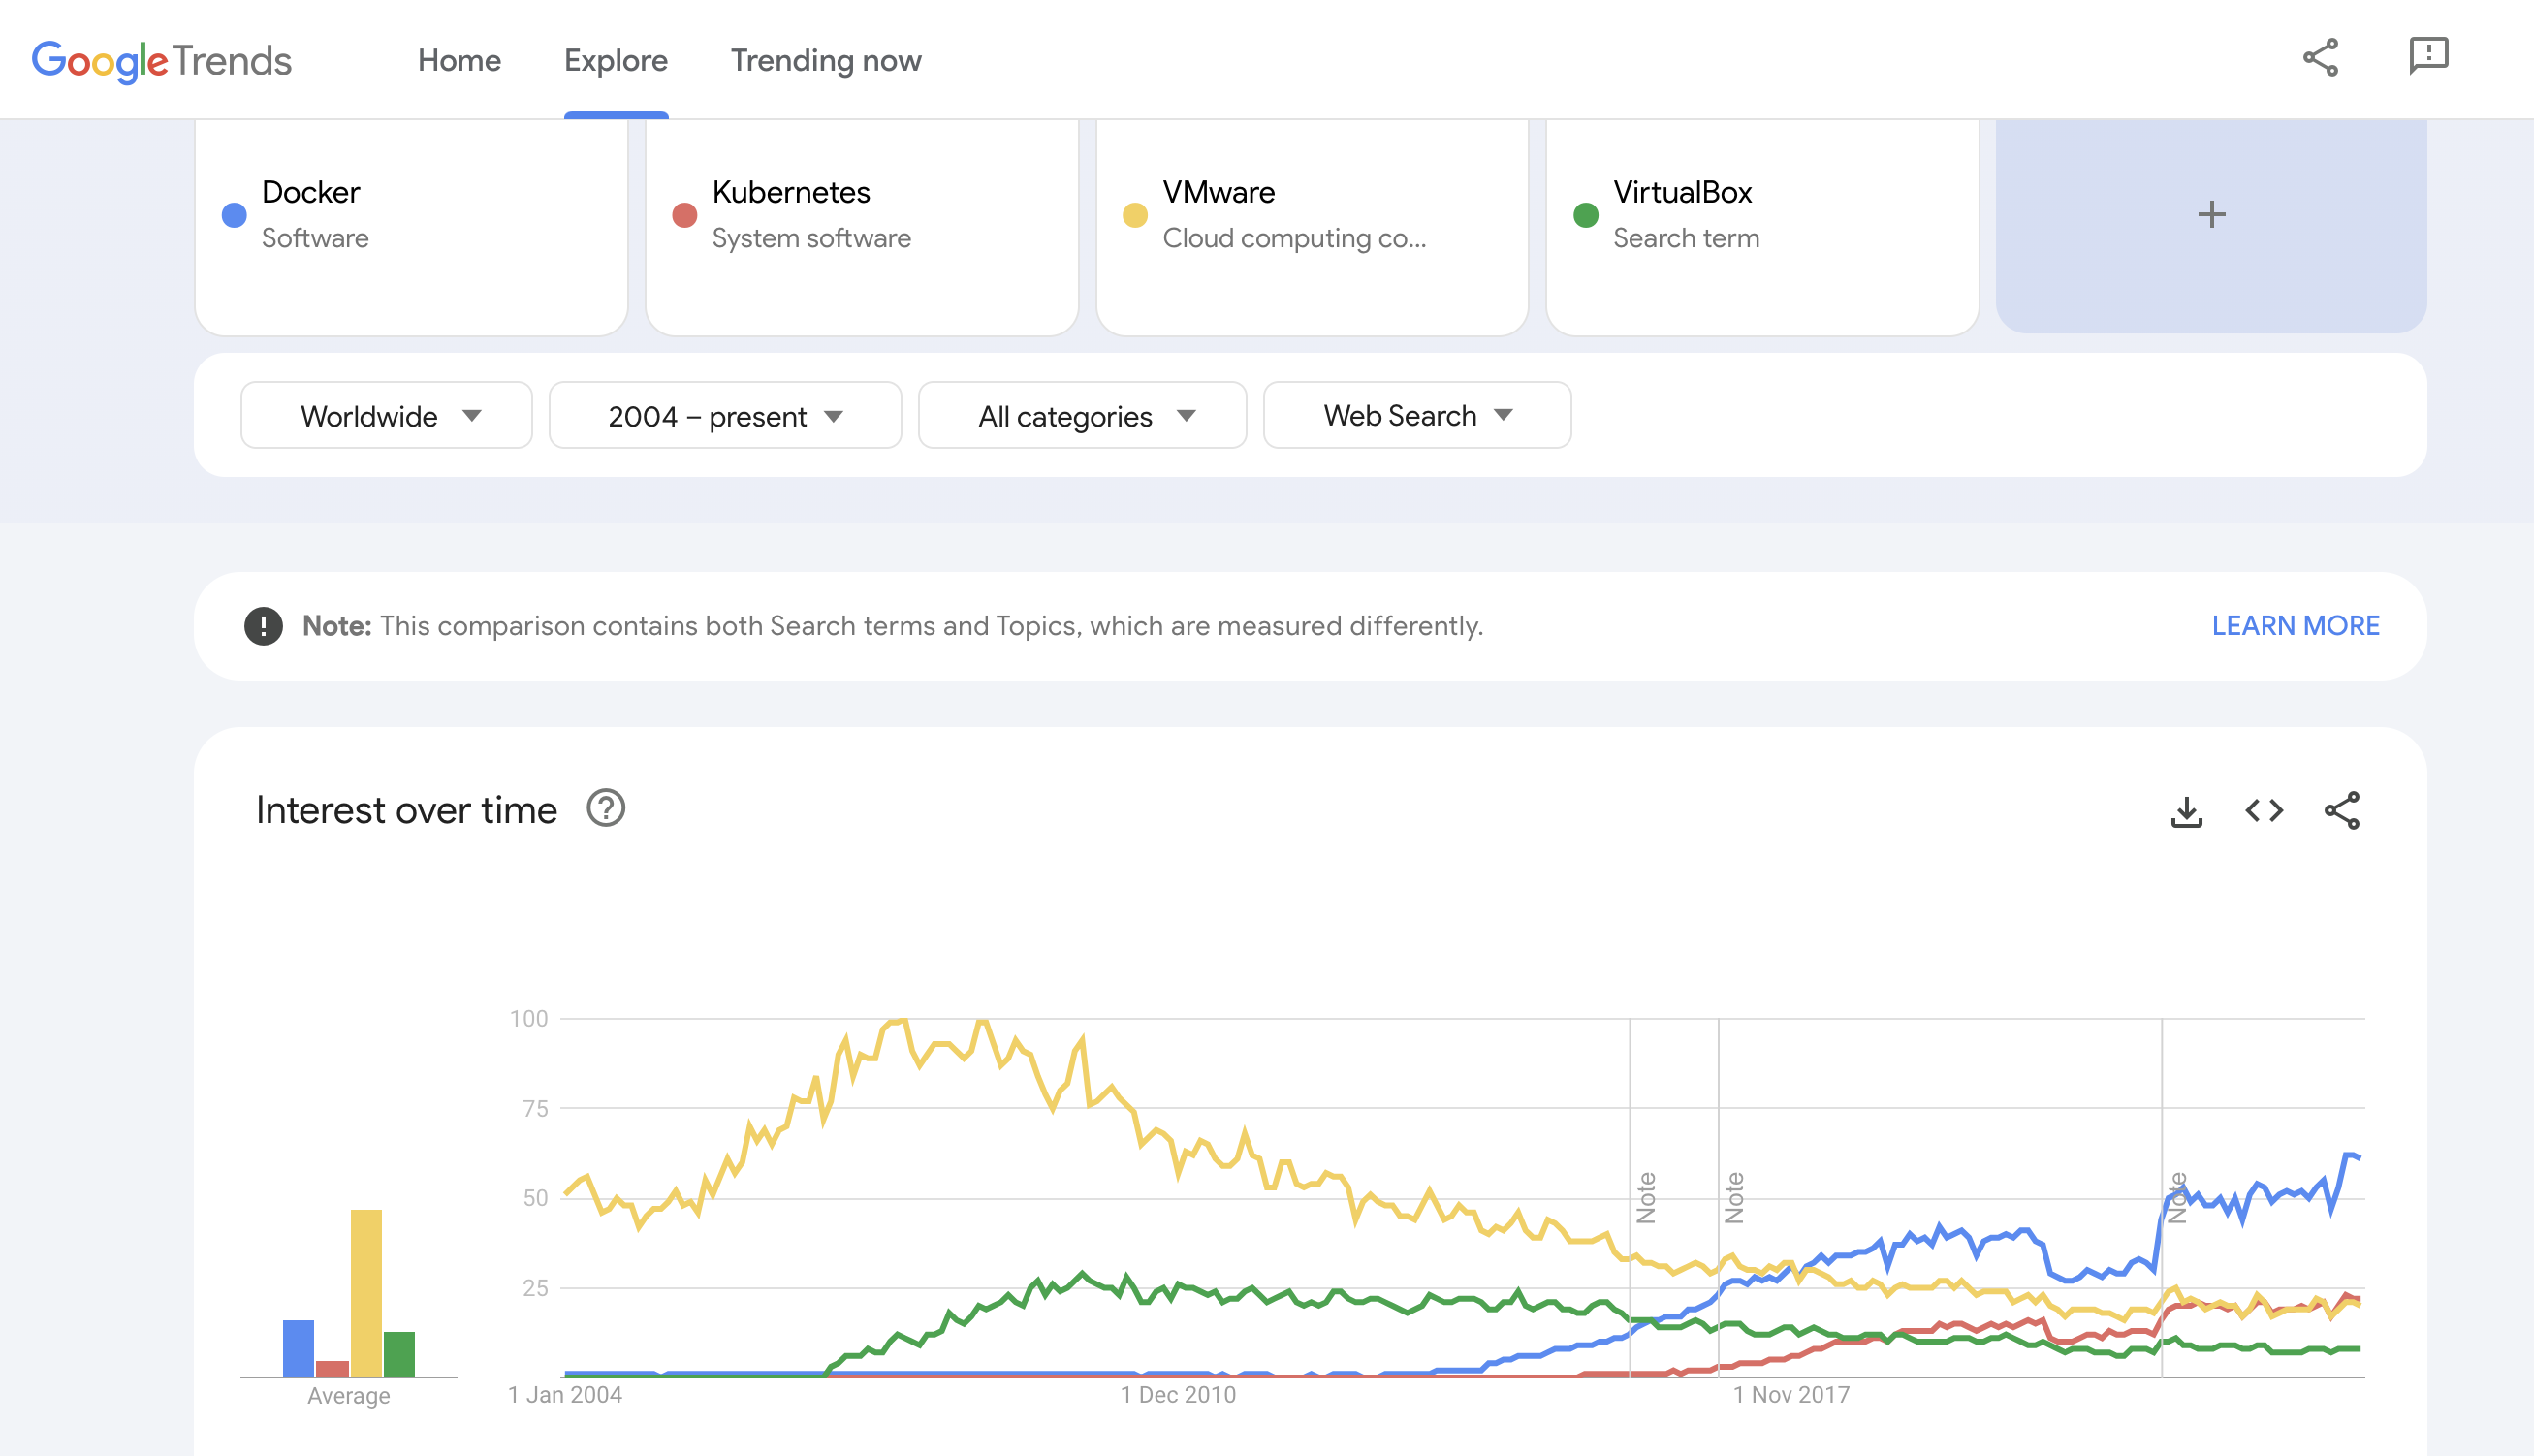 Google Trends
Home
Explore
Trending now
Docker
Software
Kubernetes
System software
VMware
Cloud computing co...
VirtualBox
Search term
+
Worldwide
2004 – present
All categories
Web Search
Note: This comparison contains both Search terms and Topics, which are measured differently.
LEARN MORE
Interest over time
100
75
50
25
Note
Note
Note
Average
1 Jan 2004
1 Dec 2010
1 Nov 2017